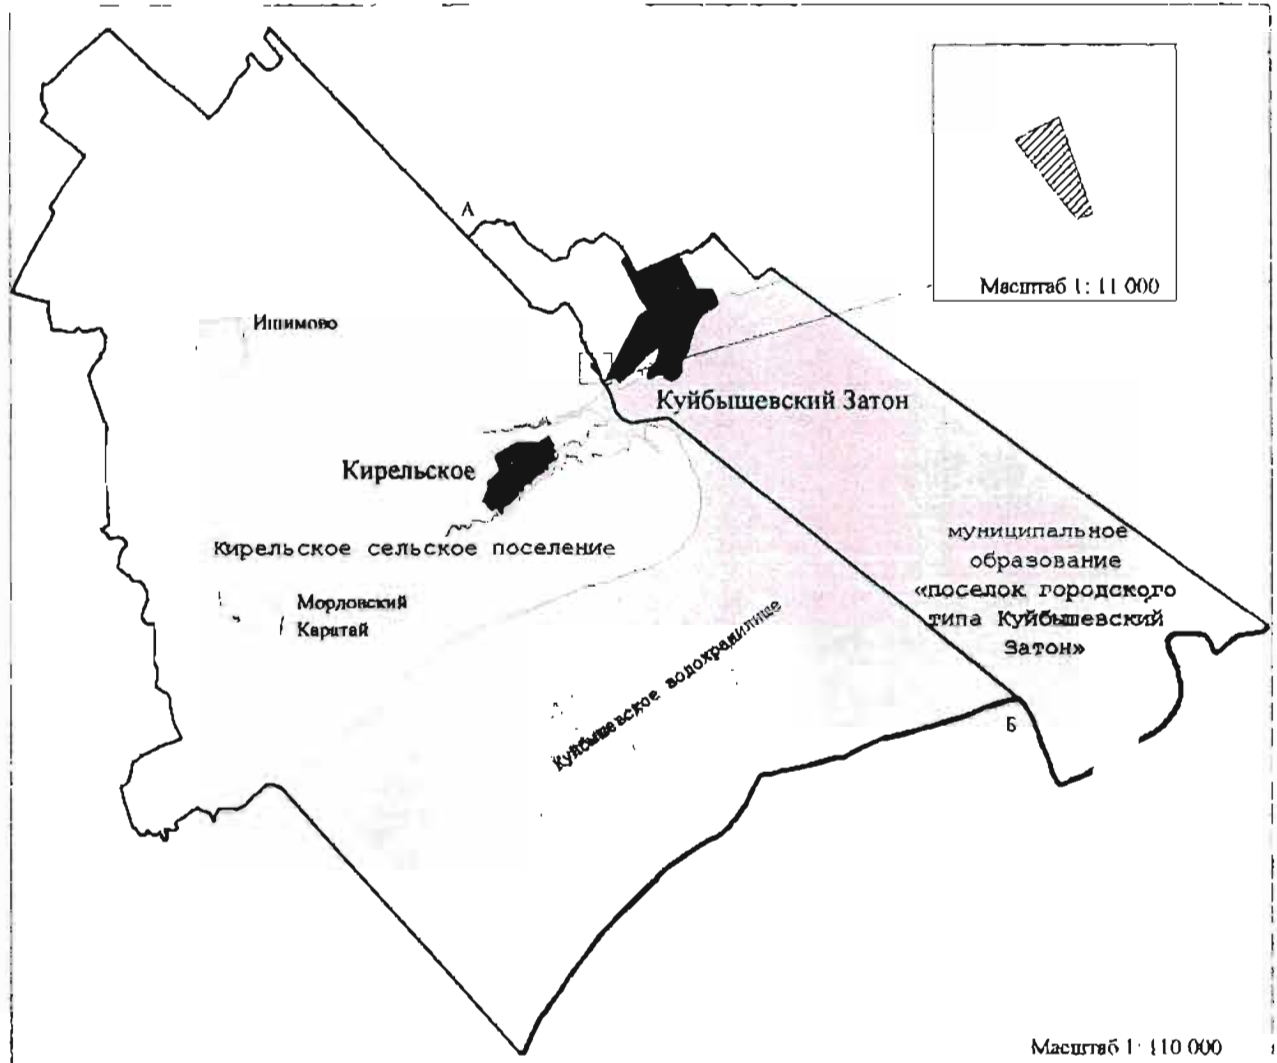 А
Масштаб 1: 11 000
Ишимово
Куйбышевский Затон
Кирельское
Кирельское сельское поселение
муниципальное
образование
«поселок городского
типа Куйбышевский
Затон»
Мордовский
Каратай
Куйбышевское водохранилище
Б
Масштаб 1: 110 000